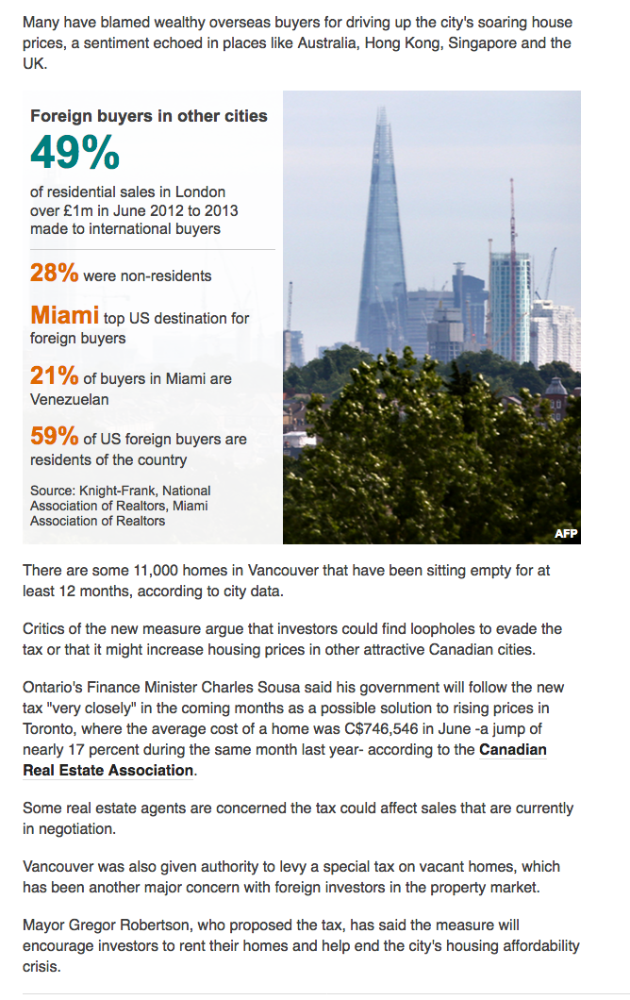 Many have blamed wealthy overseas buyers for driving up the city's soaring house
prices, a sentiment echoed in places like Australia, Hong Kong, Singapore and the
UK.
Foreign buyers in other cities
49%
of residential sales in London
over £1m in June 2012 to 2013
made to international buyers
28% were non-residents
Miami top US destination for
foreign buyers
21% of buyers in Miami are
Venezuelan
59% of US foreign buyers are
residents of the country
Source: Knight-Frank, National
Association of Realtors, Miami
Association of Realtors
AFP
There are some 11,000 homes in Vancouver that have been sitting empty for at
least 12 months, according to city data.
Critics of the new measure argue that investors could find loopholes to evade the
tax or that it might increase housing prices in other attractive Canadian cities.
Ontario's Finance Minister Charles Sousa said his government will follow the new
tax "very closely" in the coming months as a possible solution to rising prices in
Toronto, where the average cost of a home was C$746,546 in June -a jump of
nearly 17 percent during the same month last year- according to the Canadian
Real Estate Association.
Some real estate agents are concerned the tax could affect sales that are currently
in negotiation.
Vancouver was also given authority to levy a special tax on vacant homes, which
has been another major concern with foreign investors in the property market.
Mayor Gregor Robertson, who proposed the tax, has said the measure will
encourage investors to rent their homes and help end the city's housing affordability
crisis.